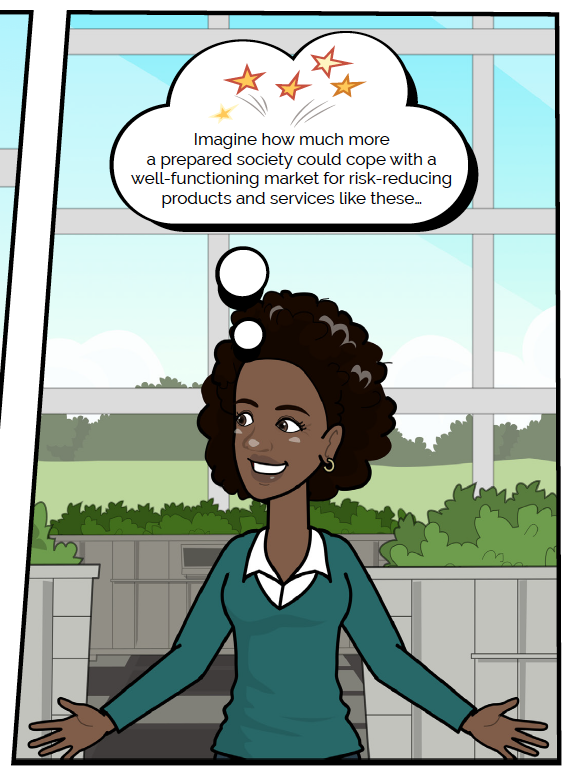 Imagine how much more
a prepared society could cope with a
well-functioning market for risk-reducing
products and services like these…